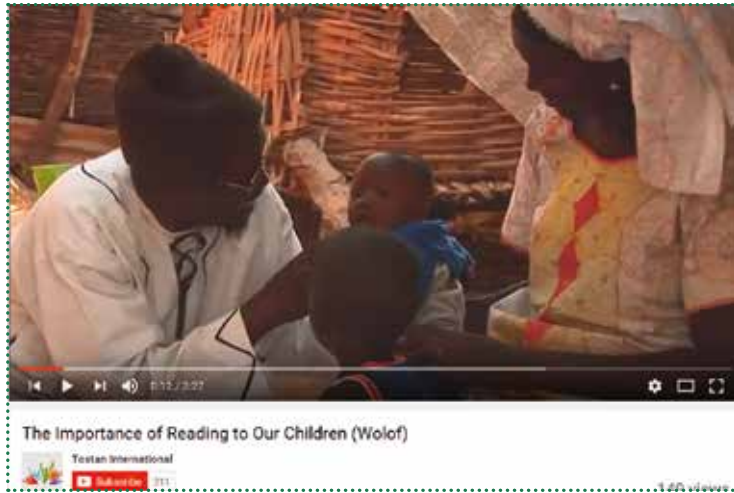 0:12 / 3:27
The Importance of Reading to Our Children (Wolof)
Tostan International
Subscribe 211
140 views